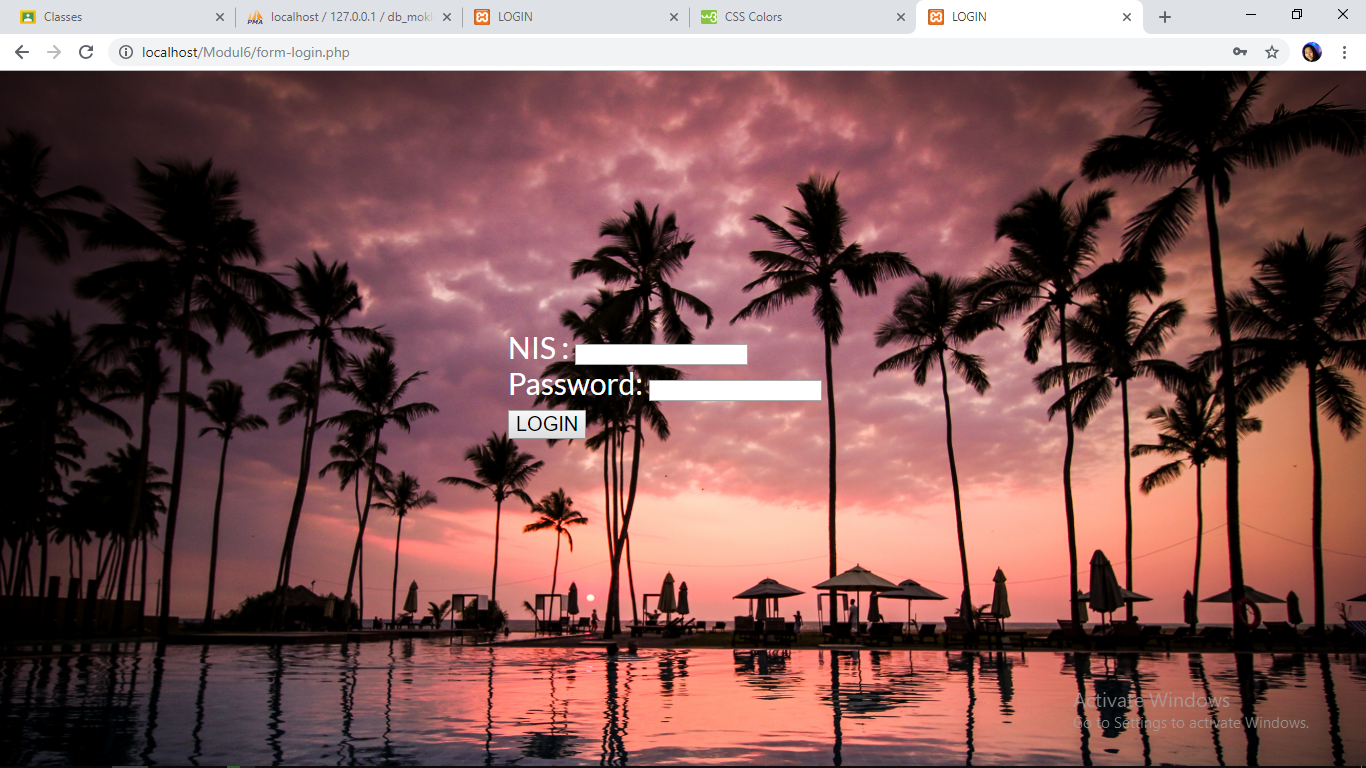 Classes
localhost / 127.0.0.1 / db_mok
LOGIN
CSS Colors
LOGIN
localhost/Modul6/form-login.php
NIS :
Password:
LOGIN
Activate Windows
Go to Settings to activate Windows.